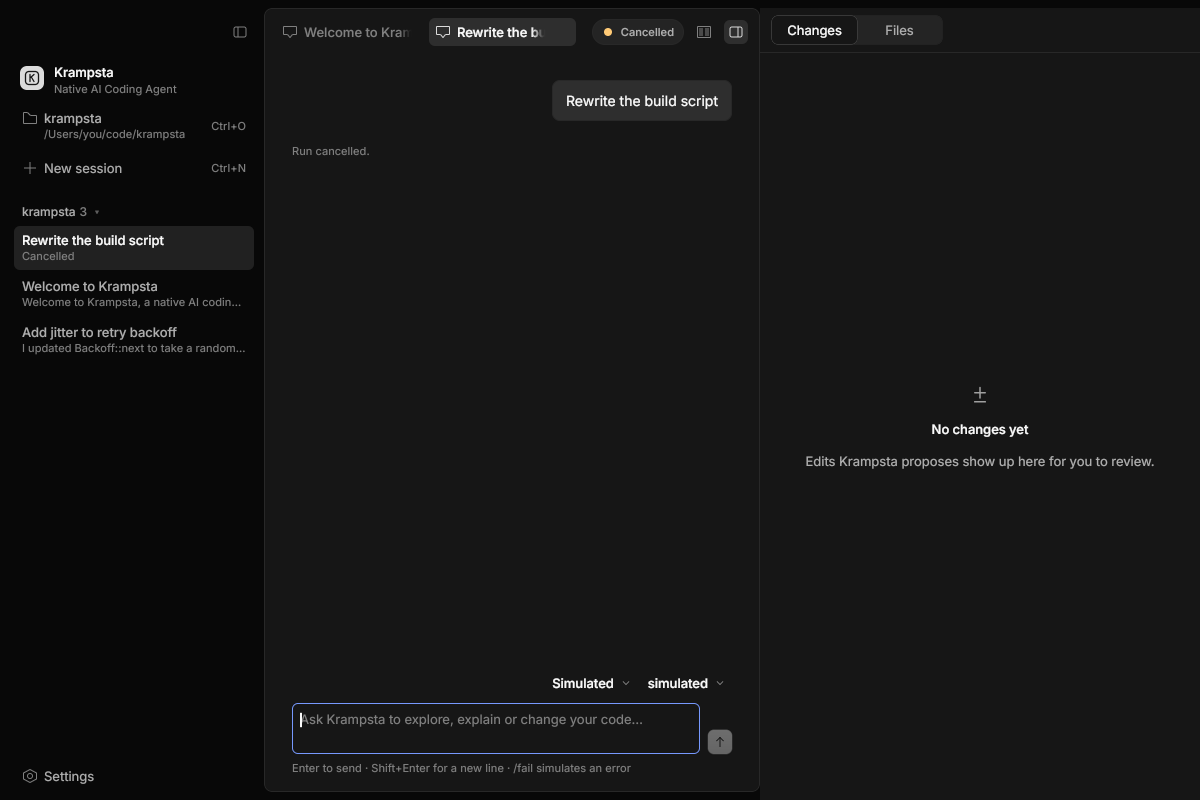 Krampsta
Native AI Coding Agent
krampsta
/Users/you/code/krampsta
Ctrl+O
New session
Ctrl+N
krampsta 3
Rewrite the build script
Cancelled
Welcome to Krampsta
Welcome to Krampsta, a native AI codin...
Add jitter to retry backoff
I updated Backoff::next to take a random...
Settings
Welcome to Kram
Rewrite the bu
Cancelled
Rewrite the build script
Run cancelled.
Simulated
simulated
Ask Krampsta to explore, explain or change your code...
Enter to send · Shift+Enter for a new line · /fail simulates an error
Changes
Files
No changes yet
Edits Krampsta proposes show up here for you to review.